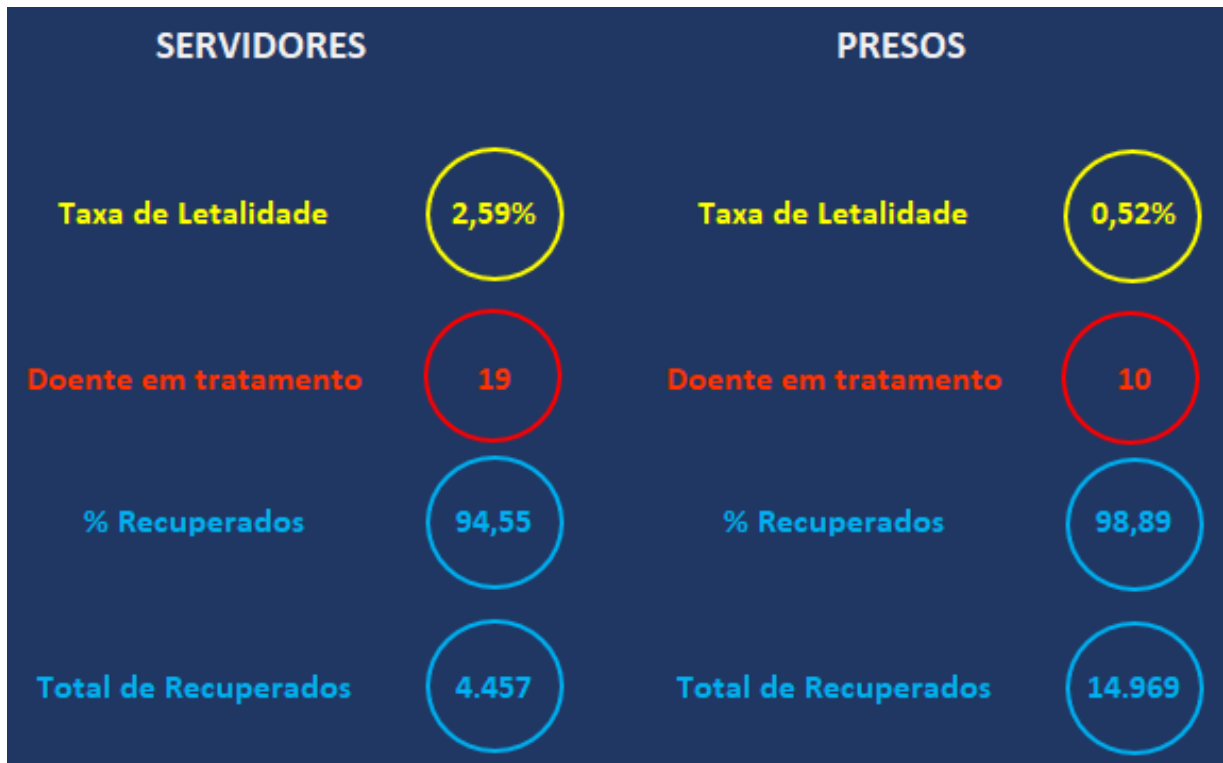 SERVIDORES
Taxa de Letalidade 2,59%
Doente em tratamento 19
% Recuperados 94,55
Total de Recuperados 4.457
PRESOS
Taxa de Letalidade 0,52%
Doente em tratamento 10
% Recuperados 98,89
Total de Recuperados 14.969